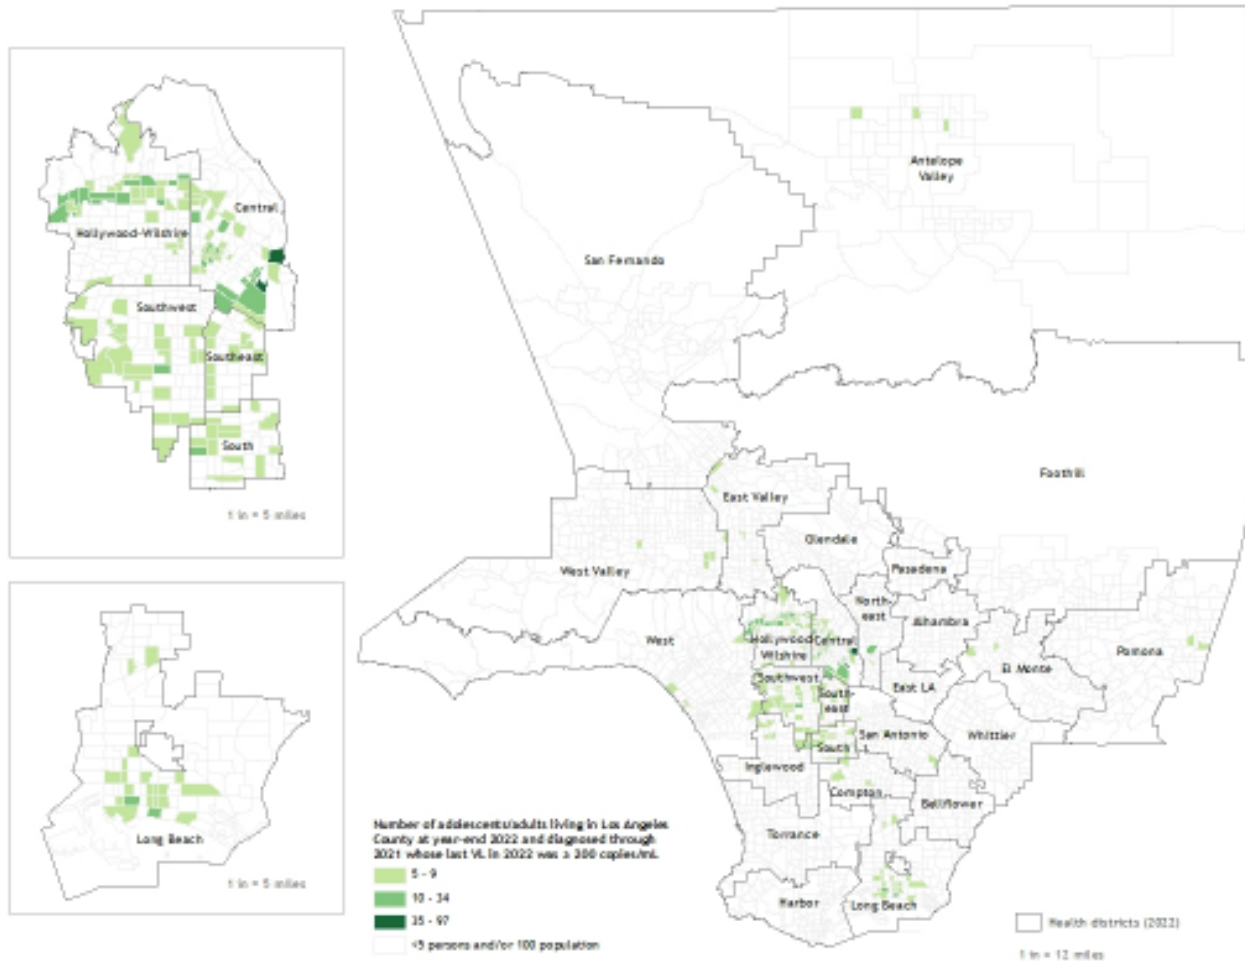 Central
Hollywood-Wilshire
Southwest
Southeast
South
1 in = 5 miles
Long Beach
1 in = 5 miles
Antelope
Valley
San Fernando
Foothill
East Valley
Glendale
West Valley
Pasadena
North-
east
Alhambra
West
Hollywood
Wilshire
Central
Pomona
El Monte
Southwest
East LA
South-
east
San Antonio
Whittier
South
Inglewood
Compton
Bellflower
Torrance
Harbor
Long Beach
Number of adolescents/adults living in Los Angeles
County at year-end 2022 and diagnosed through
2021 whose last VL in 2022 was ≥ 200 copies/mL
5 - 9
10 - 34
35 - 97
<5 persons and/or 100 population
Health districts (2022)
1 in = 12 miles